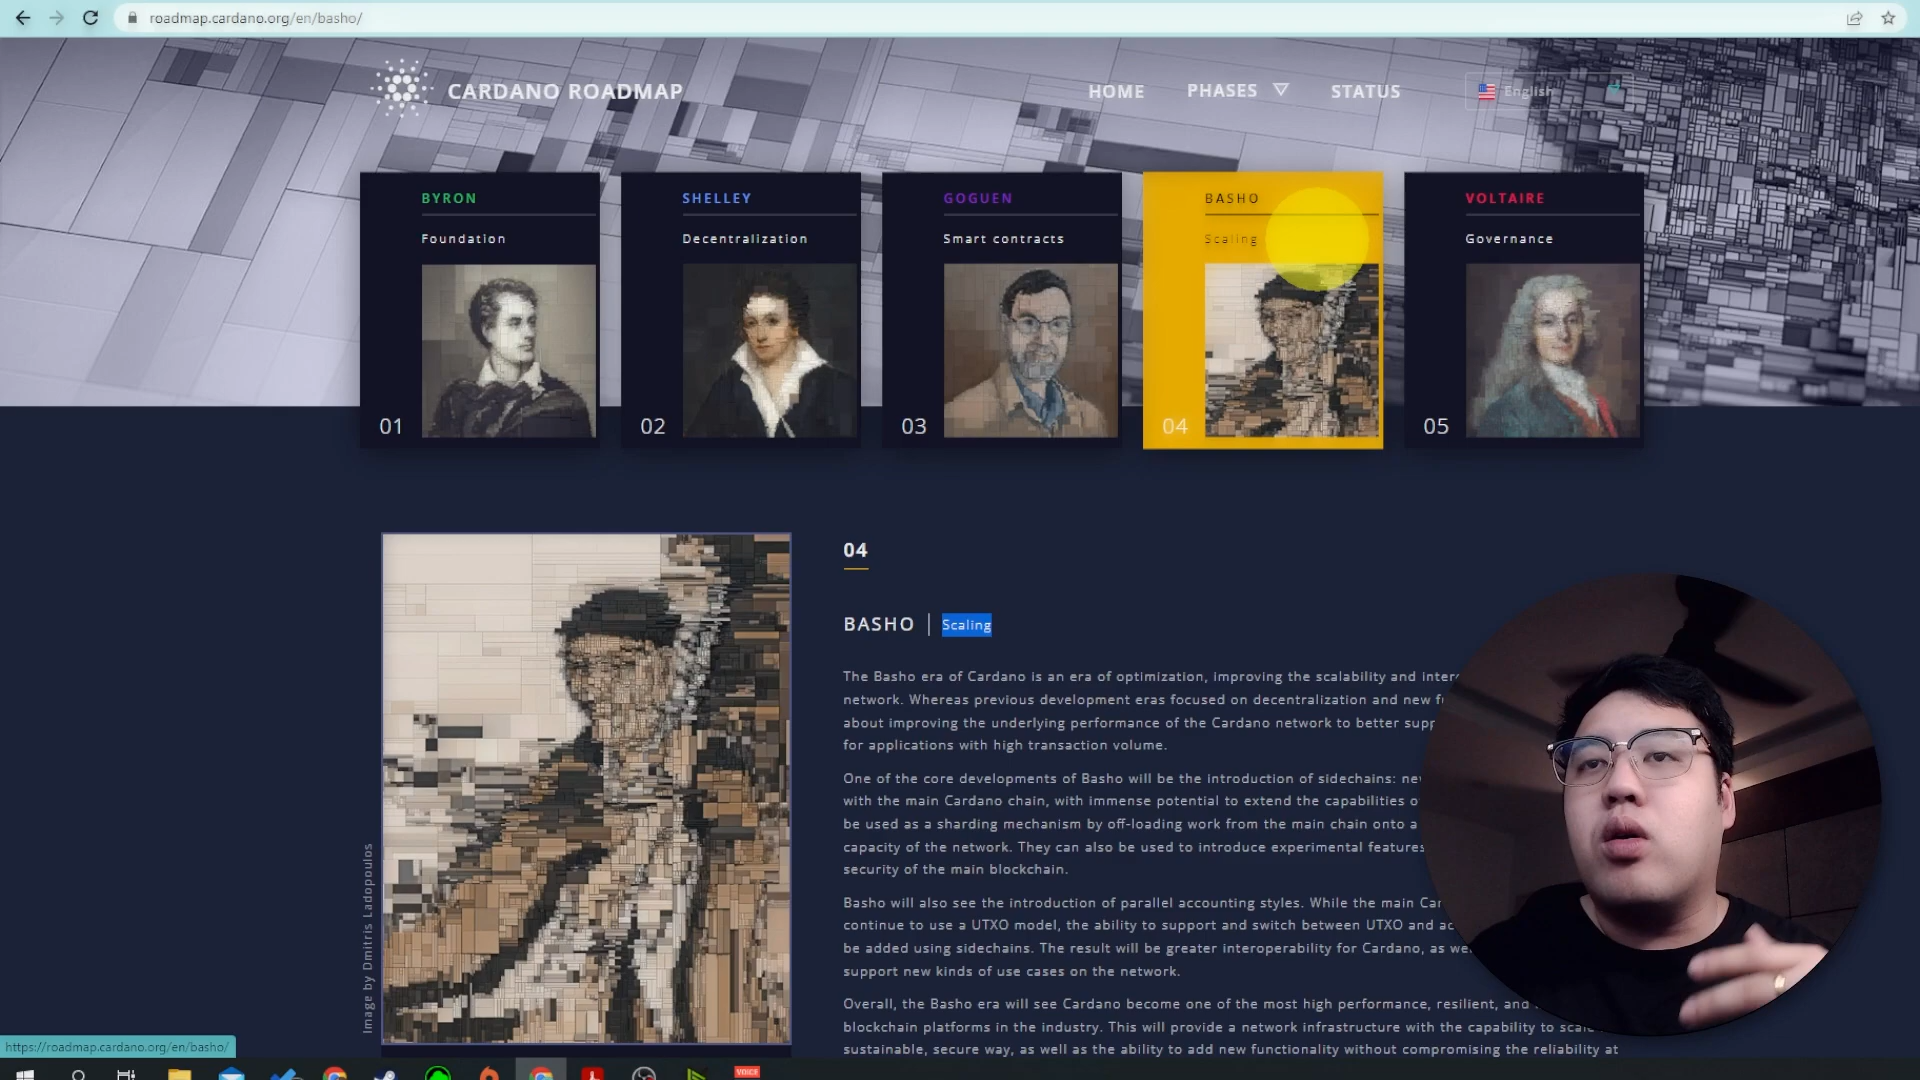 roadmap.cardano.org/en/basho/
CARDANO ROADMAP
HOME
PHASES
STATUS
English
BYRON
Foundation
01
SHELLEY
Decentralization
02
GOGUEN
Smart contracts
03
BASHO
Scaling
04
VOLTAIRE
Governance
05
Image by Dmitris Ladopoulos
04
BASHO | Scaling
The Basho era of Cardano is an era of optimization, improving the scalability and
network. Whereas previous development eras focused on decentralization and new
about improving the underlying performance of the Cardano network to better
for applications with high transaction volume.
One of the core developments of Basho will be the introduction of sidechains:
with the main Cardano chain, with immense potential to extend the capabilities
be used as a sharding mechanism by off-loading work from the main chain onto a
capacity of the network. They can also be used to introduce experimental features
security of the main blockchain.
Basho will also see the introduction of parallel accounting styles. While the main
continue to use a UTXO model, the ability to support and switch between UTXO and
be added using sidechains. The result will be greater interoperability for Cardano, as
support new kinds of use cases on the network.
Overall, the Basho era will see Cardano become one of the most high performance, resilient, and
blockchain platforms in the industry. This will provide a network infrastructure with the capability to
sustainable, secure way, as well as the ability to add new functionality without compromising the reliability at
https://roadmap.cardano.org/en/basho/
VOICE